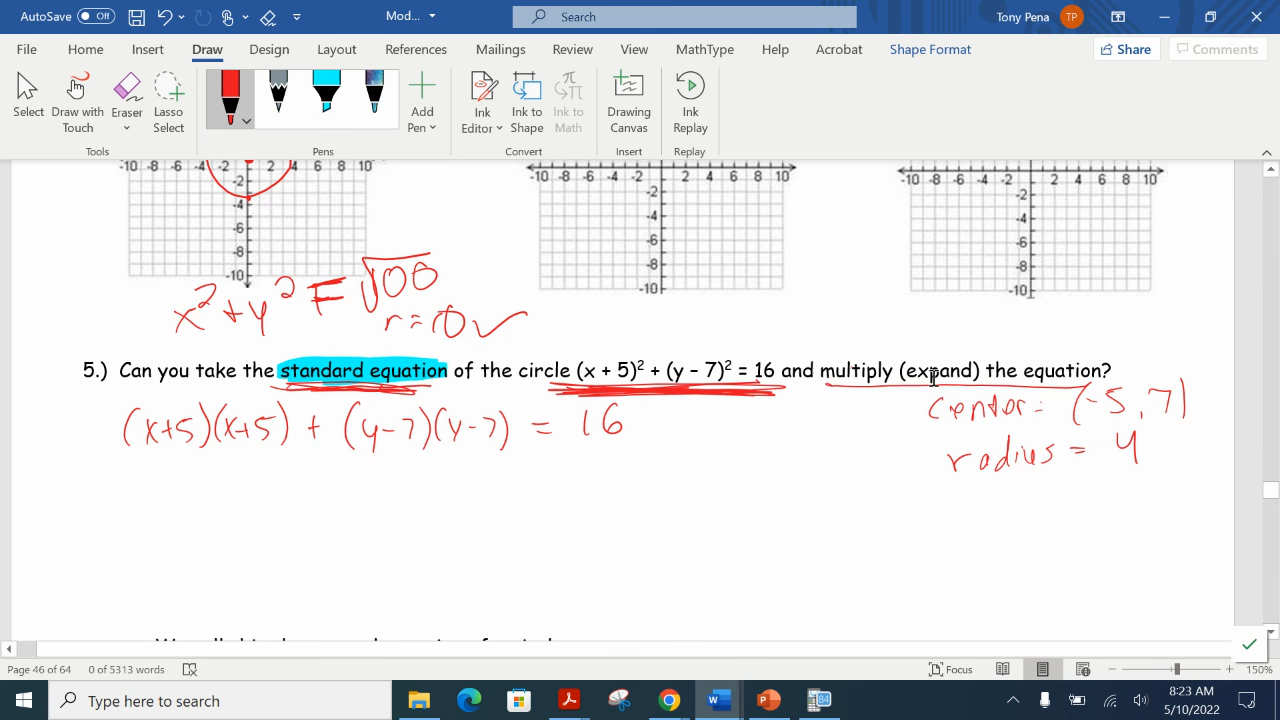 AutoSave Off Mod... Search Tony Pena TP
File Home Insert Draw Design Layout References Mailings Review View MathType Help Acrobat Shape Format Share Comments
Select Draw with Touch Eraser Lasso Select Add Pen Ink Editor Ink to Shape Ink to Math Drawing Canvas Ink Replay
Tools Pens Convert Insert Replay
-10 -8 -6 -4 2 4 6 8 10
-2
-4
-8
-10
-10 -8 -6 -4 -2 2 4 6 8 10
-2
-4
-6
-8
-10
-10 -8 -6 -4 -2 2 4 6 8 10
-2
-4
-6
-8
-10
x² + y² = √100
r = 10 ✓
5.) Can you take the standard equation of the circle (x + 5)² + (y – 7)² = 16 and multiply (expand) the equation?
(x+5)(x+5) + (y-7)(y-7) = 16
center: (-5, 7)
radius = 4
Page 46 of 64 0 of 5313 words Focus 150%
Type here to search 8:23 AM
5/10/2022